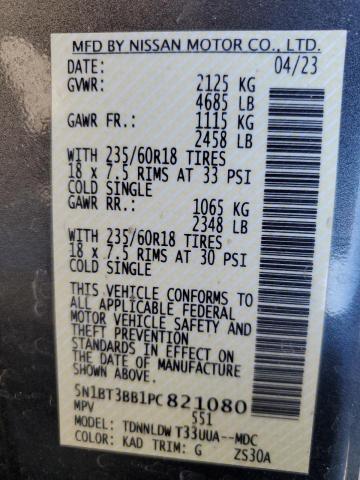 MFD BY NISSAN MOTOR CO., LTD.
DATE: 04/23
GVWR: 2125 KG
4685 LB
GAWR FR.: 1115 KG
2458 LB
WITH 235/60R18 TIRES
18 x 7.5 RIMS AT 33 PSI
COLD SINGLE
GAWR RR.: 1065 KG
2348 LB
WITH 235/60R18 TIRES
18 x 7.5 RIMS AT 30 PSI
COLD SINGLE
THIS VEHICLE CONFORMS TO
ALL APPLICABLE FEDERAL
MOTOR VEHICLE SAFETY AND
THEFT PREVENTION
STANDARDS IN EFFECT ON
THE DATE OF MANUFACTURE
SHOWN ABOVE.
5N1BT3BB1PC821080
MPV 551
MODEL: TDNNLDW T33UUA--MDC
COLOR: KAD TRIM: G ZS30A